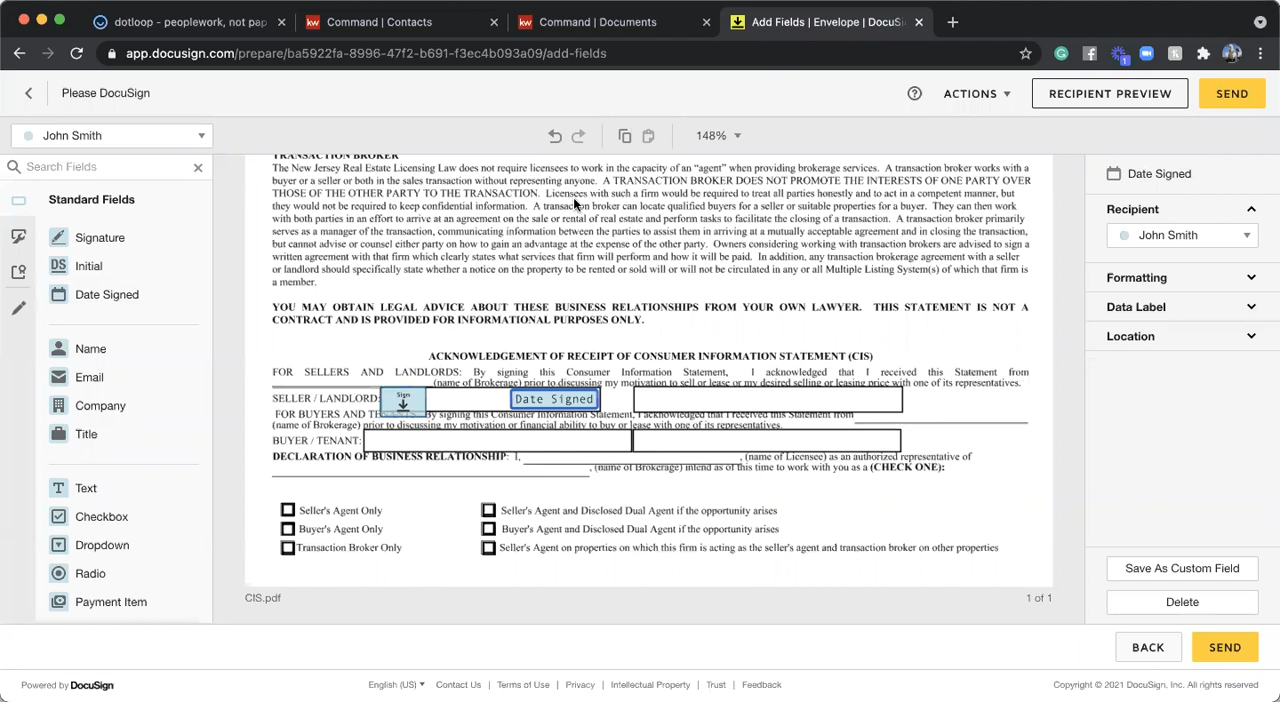 dotloop - peoplework, not pap
Command | Contacts
Command | Documents
Add Fields | Envelope | DocuSi
app.docusign.com/prepare/ba5922fa-8996-47f2-b691-f3ec4b093a09/add-fields
Please DocuSign
ACTIONS
RECIPIENT PREVIEW
SEND
John Smith
148%
Search Fields
Standard Fields
Signature
Initial
Date Signed
Name
Email
Company
Title
Text
Checkbox
Dropdown
Radio
Payment Item
TRANSACTION BROKER
The New Jersey Real Estate Licensing Law does not require licensees to work in the capacity of an “agent” when providing brokerage services. A transaction broker works with a
buyer or a seller or both in the sales transaction without representing anyone. A TRANSACTION BROKER DOES NOT PROMOTE THE INTERESTS OF ONE PARTY OVER
THOSE OF THE OTHER PARTY TO THE TRANSACTION. Licensees with such a firm would be required to treat all parties honestly and to act in a competent manner, but
they would not be required to keep confidential information. A transaction broker can locate qualified buyers for a seller or suitable properties for a buyer. They can then work
with both parties in an effort to arrive at an agreement on the sale or rental of real estate and perform tasks to facilitate the closing of a transaction. A transaction broker primarily
serves as a manager of the transaction, communicating information between the parties to assist them in arriving at a mutually acceptable agreement and in closing the transaction,
but cannot advise or counsel either party on how to gain an advantage at the expense of the other party. Owners considering working with transaction brokers are advised to sign a
written agreement with that firm which clearly states what services that firm will perform and how it will be paid. In addition, any transaction brokerage agreement with a seller
or landlord should specifically state whether a notice on the property to be rented or sold will or will not be circulated in any or all Multiple Listing System(s) of which that firm is
a member.
YOU MAY OBTAIN LEGAL ADVICE ABOUT THESE BUSINESS RELATIONSHIPS FROM YOUR OWN LAWYER. THIS STATEMENT IS NOT A
CONTRACT AND IS PROVIDED FOR INFORMATIONAL PURPOSES ONLY.
ACKNOWLEDGEMENT OF RECEIPT OF CONSUMER INFORMATION STATEMENT (CIS)
FOR SELLERS AND LANDLORDS: By signing this Consumer Information Statement, I acknowledged that I received this Statement from
(name of Brokerage) prior to discussing my motivation to sell or lease or my desired selling or leasing price with one of its representatives.
SELLER / LANDLORD: Sign Date Signed
FOR BUYERS AND By signing this Consumer Information Statement, I acknowledged that I received this Statement from
(name of Brokerage) prior to discussing my motivation or financial ability to buy or lease with one of its representatives.
BUYER / TENANT:
DECLARATION OF BUSINESS RELATIONSHIP: I, , (name of Licensee) as an authorized representative of
, (name of Brokerage) intend as of this time to work with you as a (CHECK ONE):
Seller's Agent Only Seller's Agent and Disclosed Dual Agent if the opportunity arises
Buyer's Agent Only Buyer's Agent and Disclosed Dual Agent if the opportunity arises
Transaction Broker Only Seller's Agent on properties on which this firm is acting as the seller's agent and transaction broker on other properties
CIS.pdf
1 of 1
Date Signed
Recipient
John Smith
Formatting
Data Label
Location
Save As Custom Field
Delete
BACK
SEND
Powered by DocuSign
English (US) Contact Us | Terms of Use | Privacy | Intellectual Property | Trust | Feedback
Copyright © 2021 DocuSign, Inc. All rights reserved